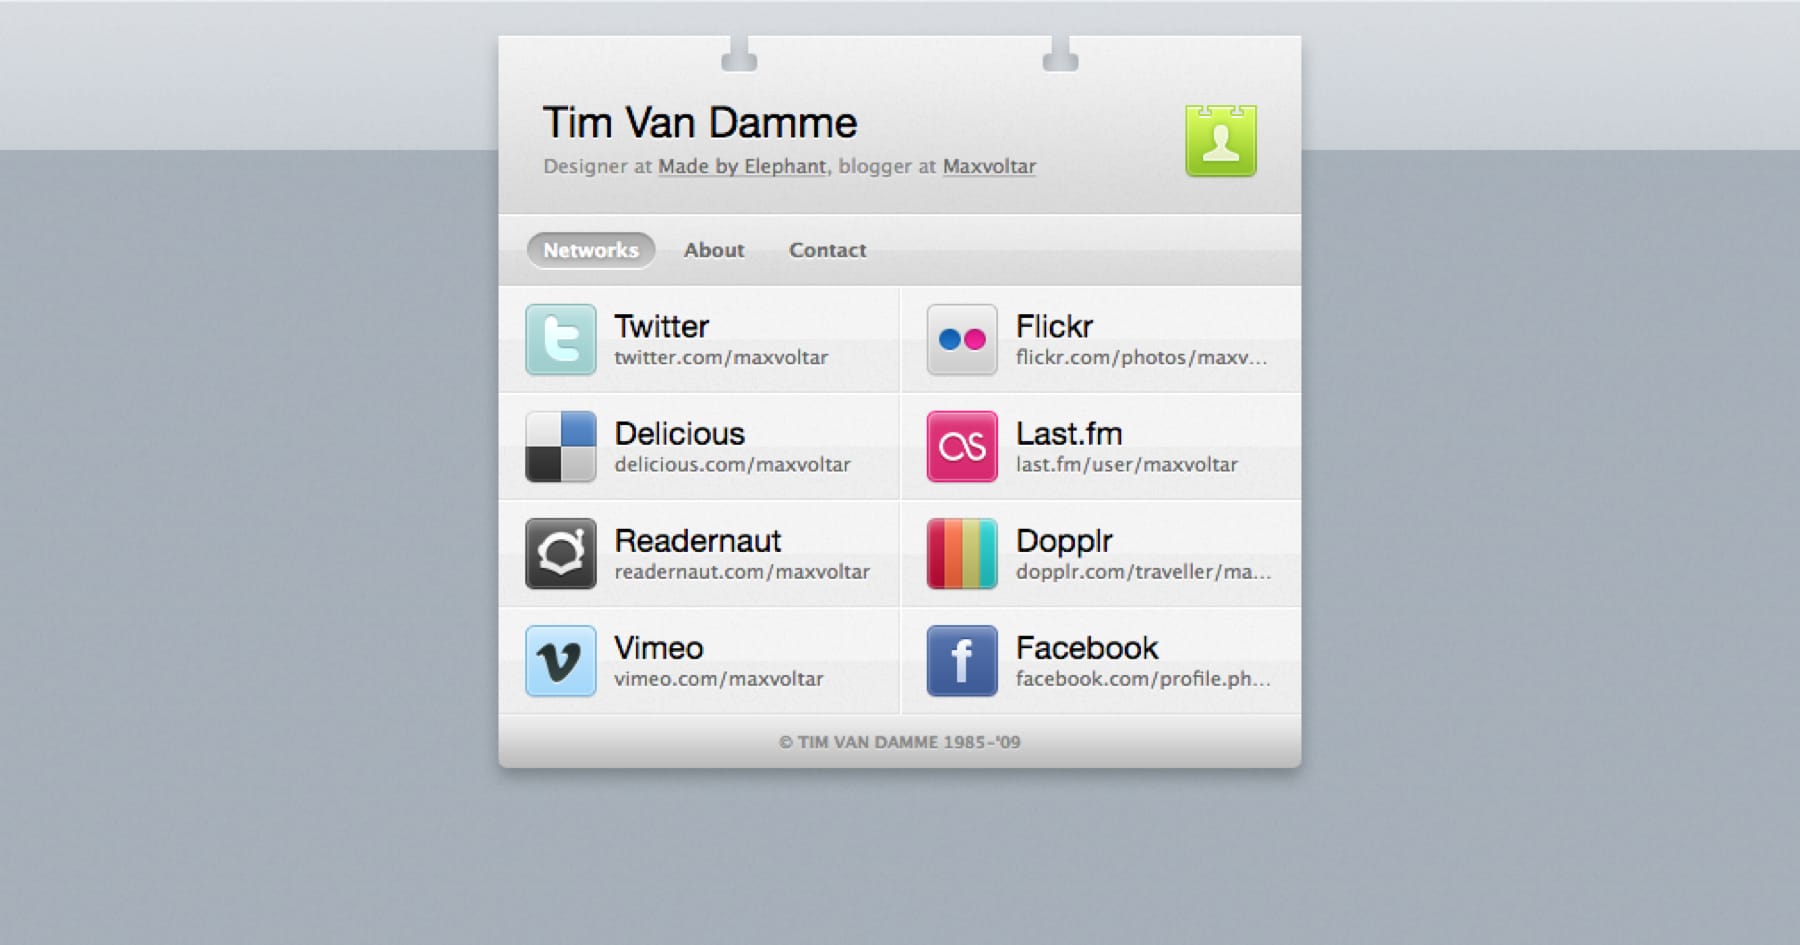 Tim Van Damme
Designer at Made by Elephant, blogger at Maxvoltar
Networks About Contact
Twitter
twitter.com/maxvoltar
Flickr
flickr.com/photos/maxv...
Delicious
delicious.com/maxvoltar
Last.fm
last.fm/user/maxvoltar
Readernaut
readernaut.com/maxvoltar
Dopplr
dopplr.com/traveller/ma...
Vimeo
vimeo.com/maxvoltar
Facebook
facebook.com/profile.ph...
© TIM VAN DAMME 1985-'09